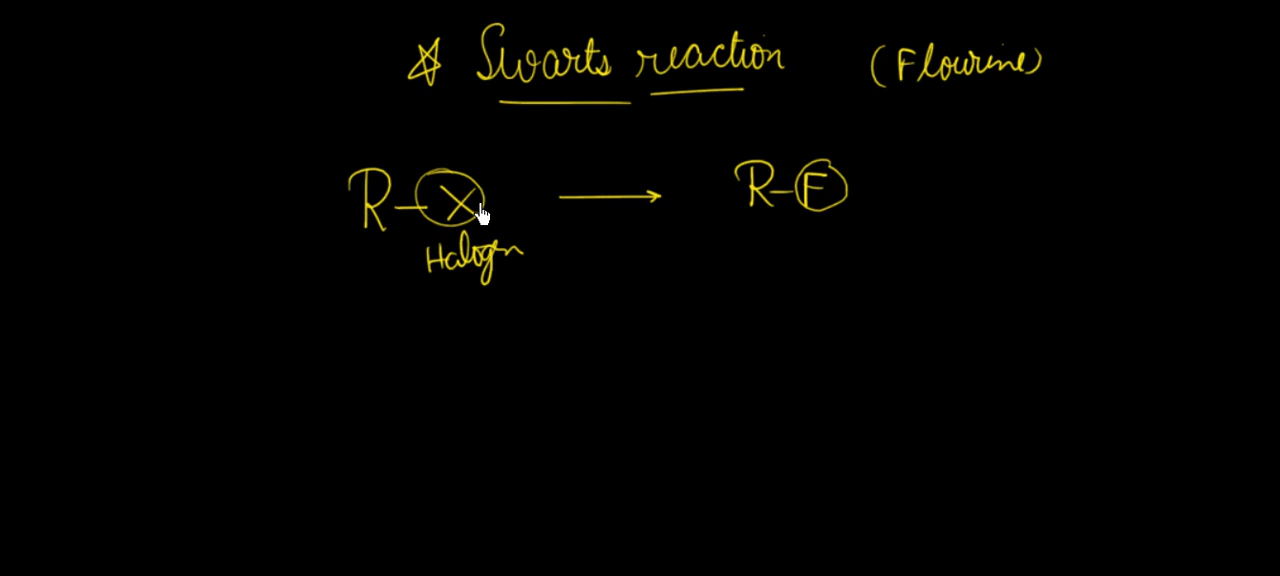 ☆ Swarts reaction (Flourine)
R-X ⟶ R-F
Halogen